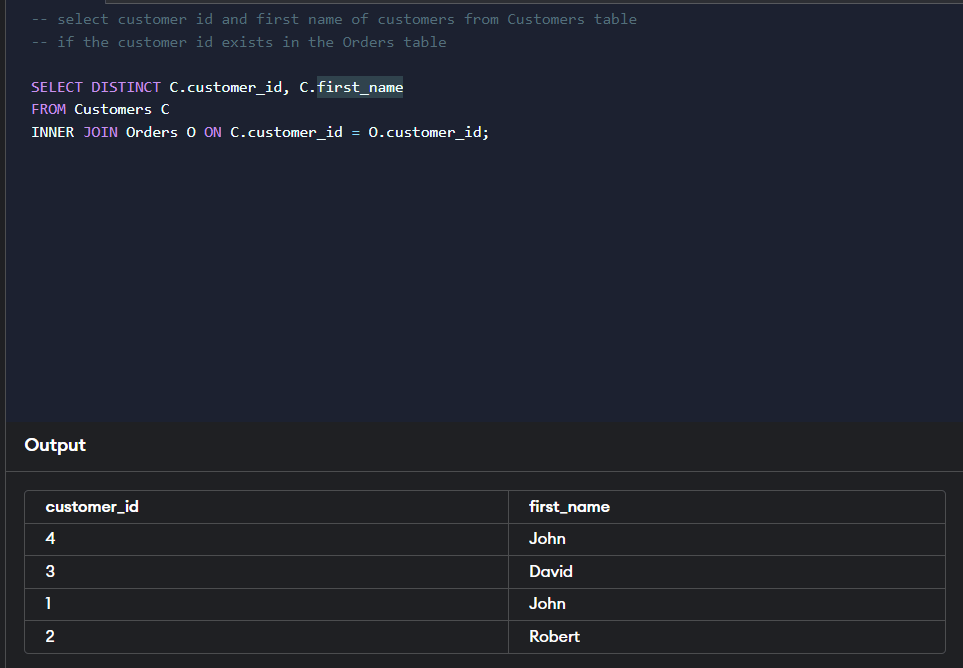 -- select customer id and first name of customers from Customers table
-- if the customer id exists in the Orders table
SELECT DISTINCT C.customer_id, C.first_name
FROM Customers C
INNER JOIN Orders O ON C.customer_id = O.customer_id;
Output
customer_id first_name
4 John
3 David
1 John
2 Robert